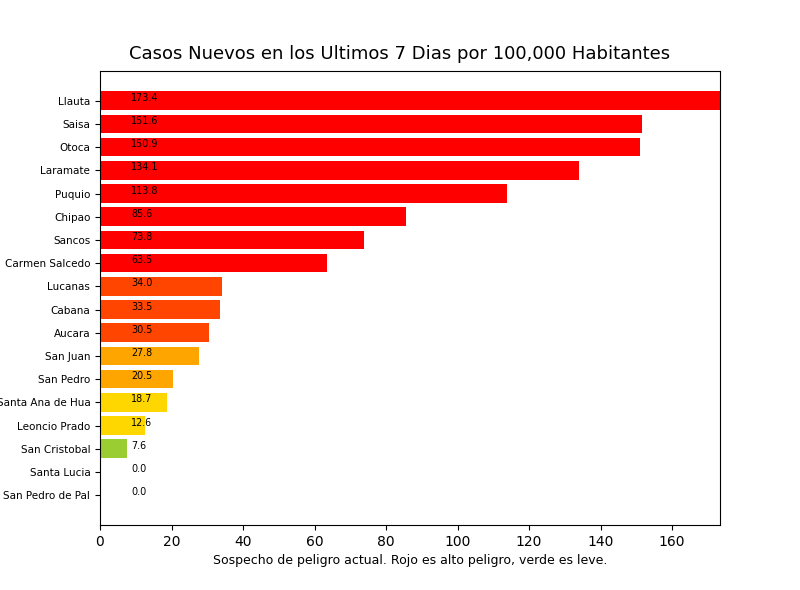 Casos Nuevos en los Ultimos 7 Dias por 100,000 Habitantes
Llauta 173.4
Saisa 151.6
Otoca 150.9
Laramate 134.1
Puquio 113.8
Chipao 85.6
Sancos 73.8
Carmen Salcedo 63.5
Lucanas 34.0
Cabana 33.5
Aucara 30.5
San Juan 27.8
San Pedro 20.5
Santa Ana de Hua 18.7
Leoncio Prado 12.6
San Cristobal 7.6
Santa Lucia 0.0
San Pedro de Pal 0.0
0 20 40 60 80 100 120 140 160
Sospecho de peligro actual. Rojo es alto peligro, verde es leve.